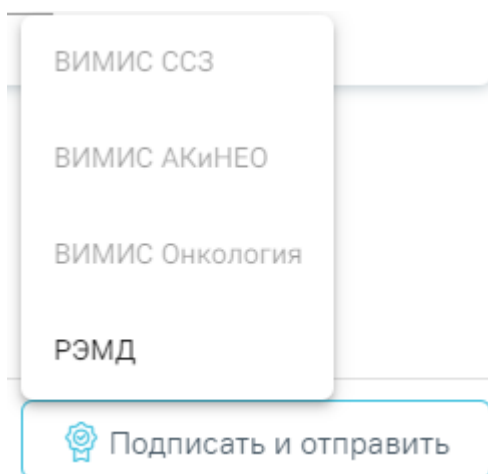 ВИМИС ССЗ
ВИМИС АКиНЕО
ВИМИС Онкология
РЭМД
Подписать и отправить